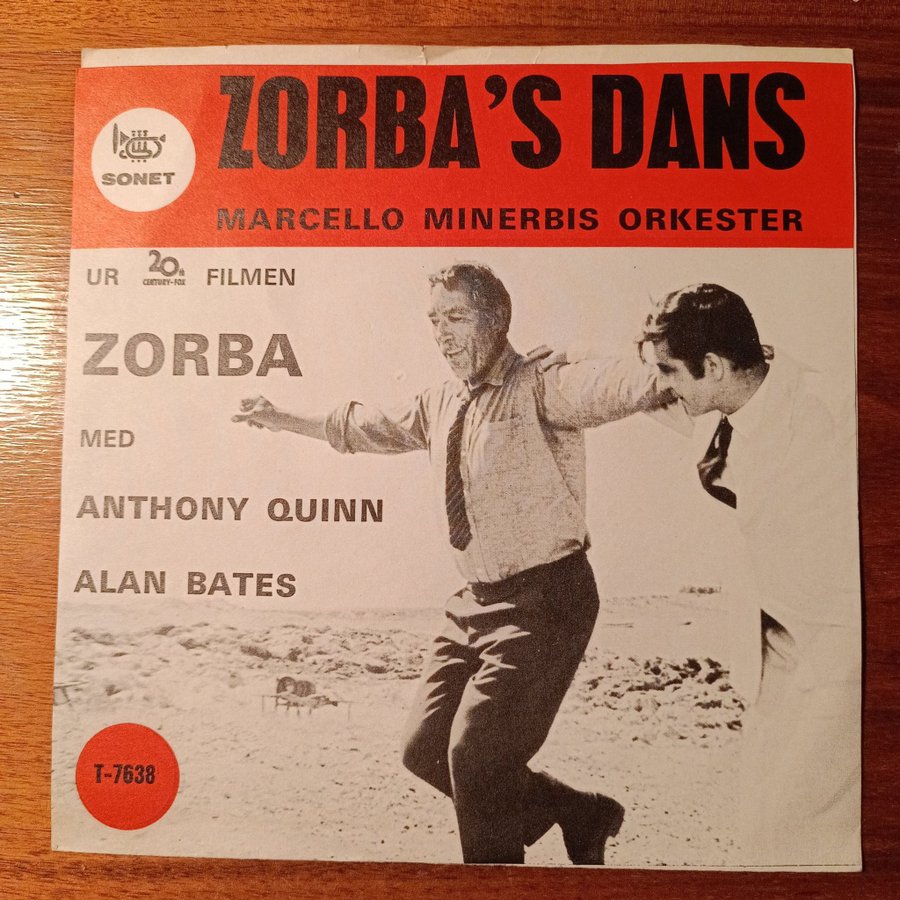 ZORBA'S DANS
SONET
MARCELLO MINERBIS ORKESTER
UR 20th CENTURY-FOX FILMEN
ZORBA
MED
ANTHONY QUINN
ALAN BATES
T-7638